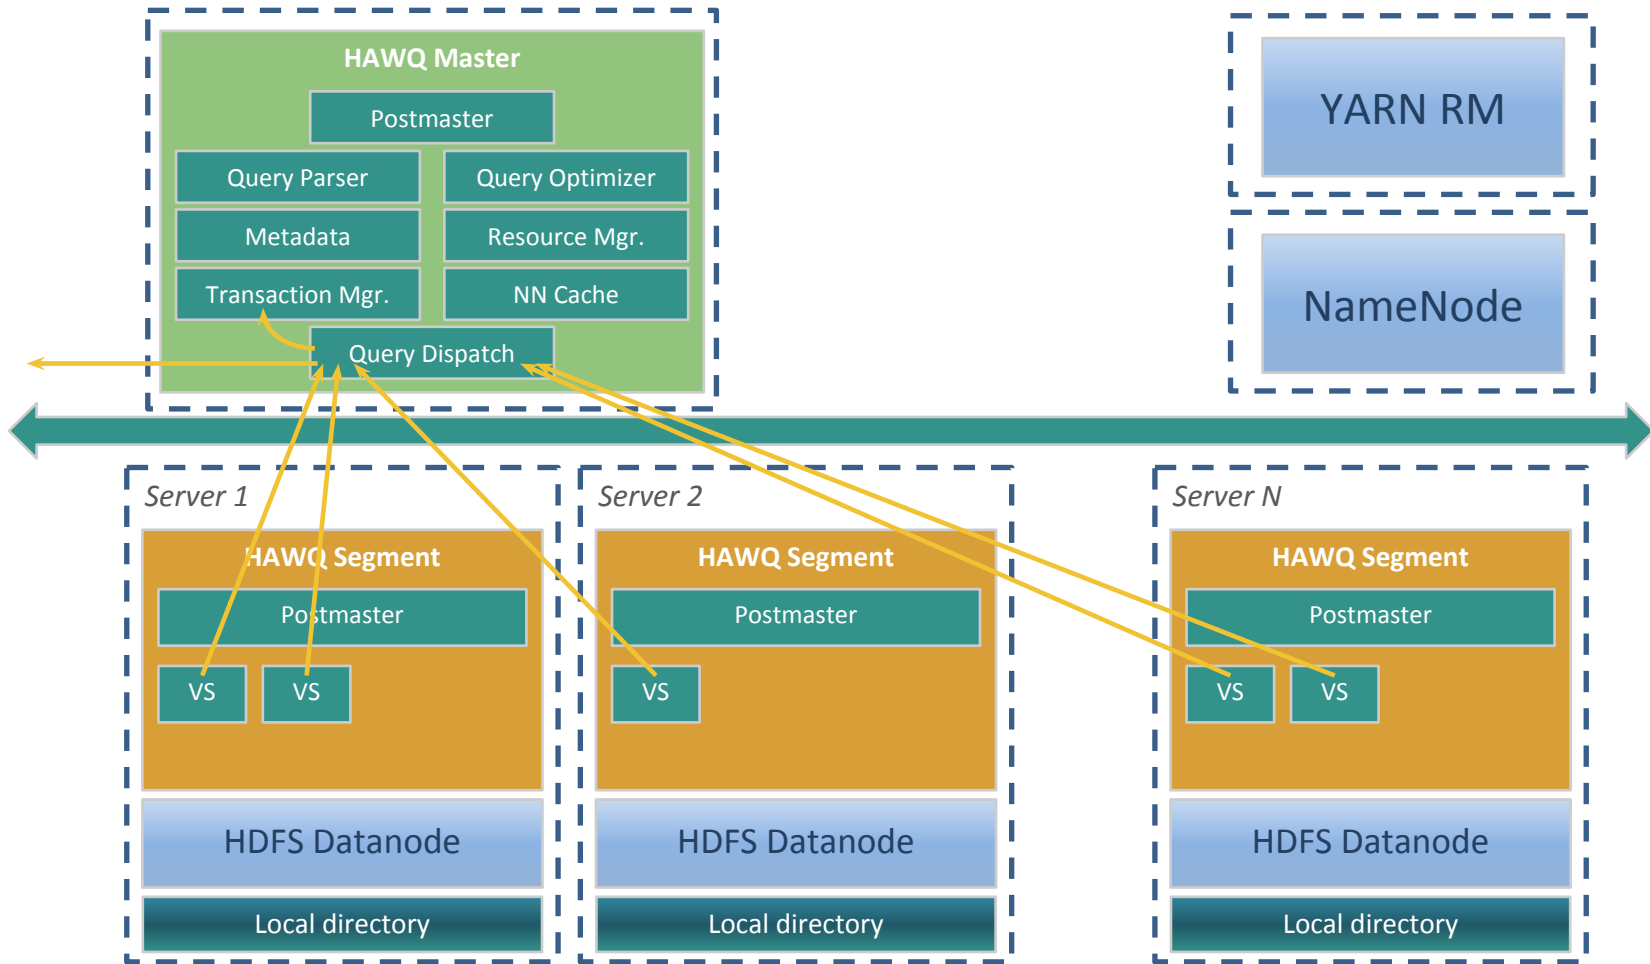 HAWQ Master
Postmaster
Query Parser
Query Optimizer
Metadata
Resource Mgr.
Transaction Mgr.
NN Cache
Query Dispatch
YARN RM
NameNode
Server 1
HAWQ Segment
Postmaster
VS
VS
HDFS Datanode
Local directory
Server 2
HAWQ Segment
Postmaster
VS
HDFS Datanode
Local directory
Server N
HAWQ Segment
Postmaster
VS
VS
HDFS Datanode
Local directory